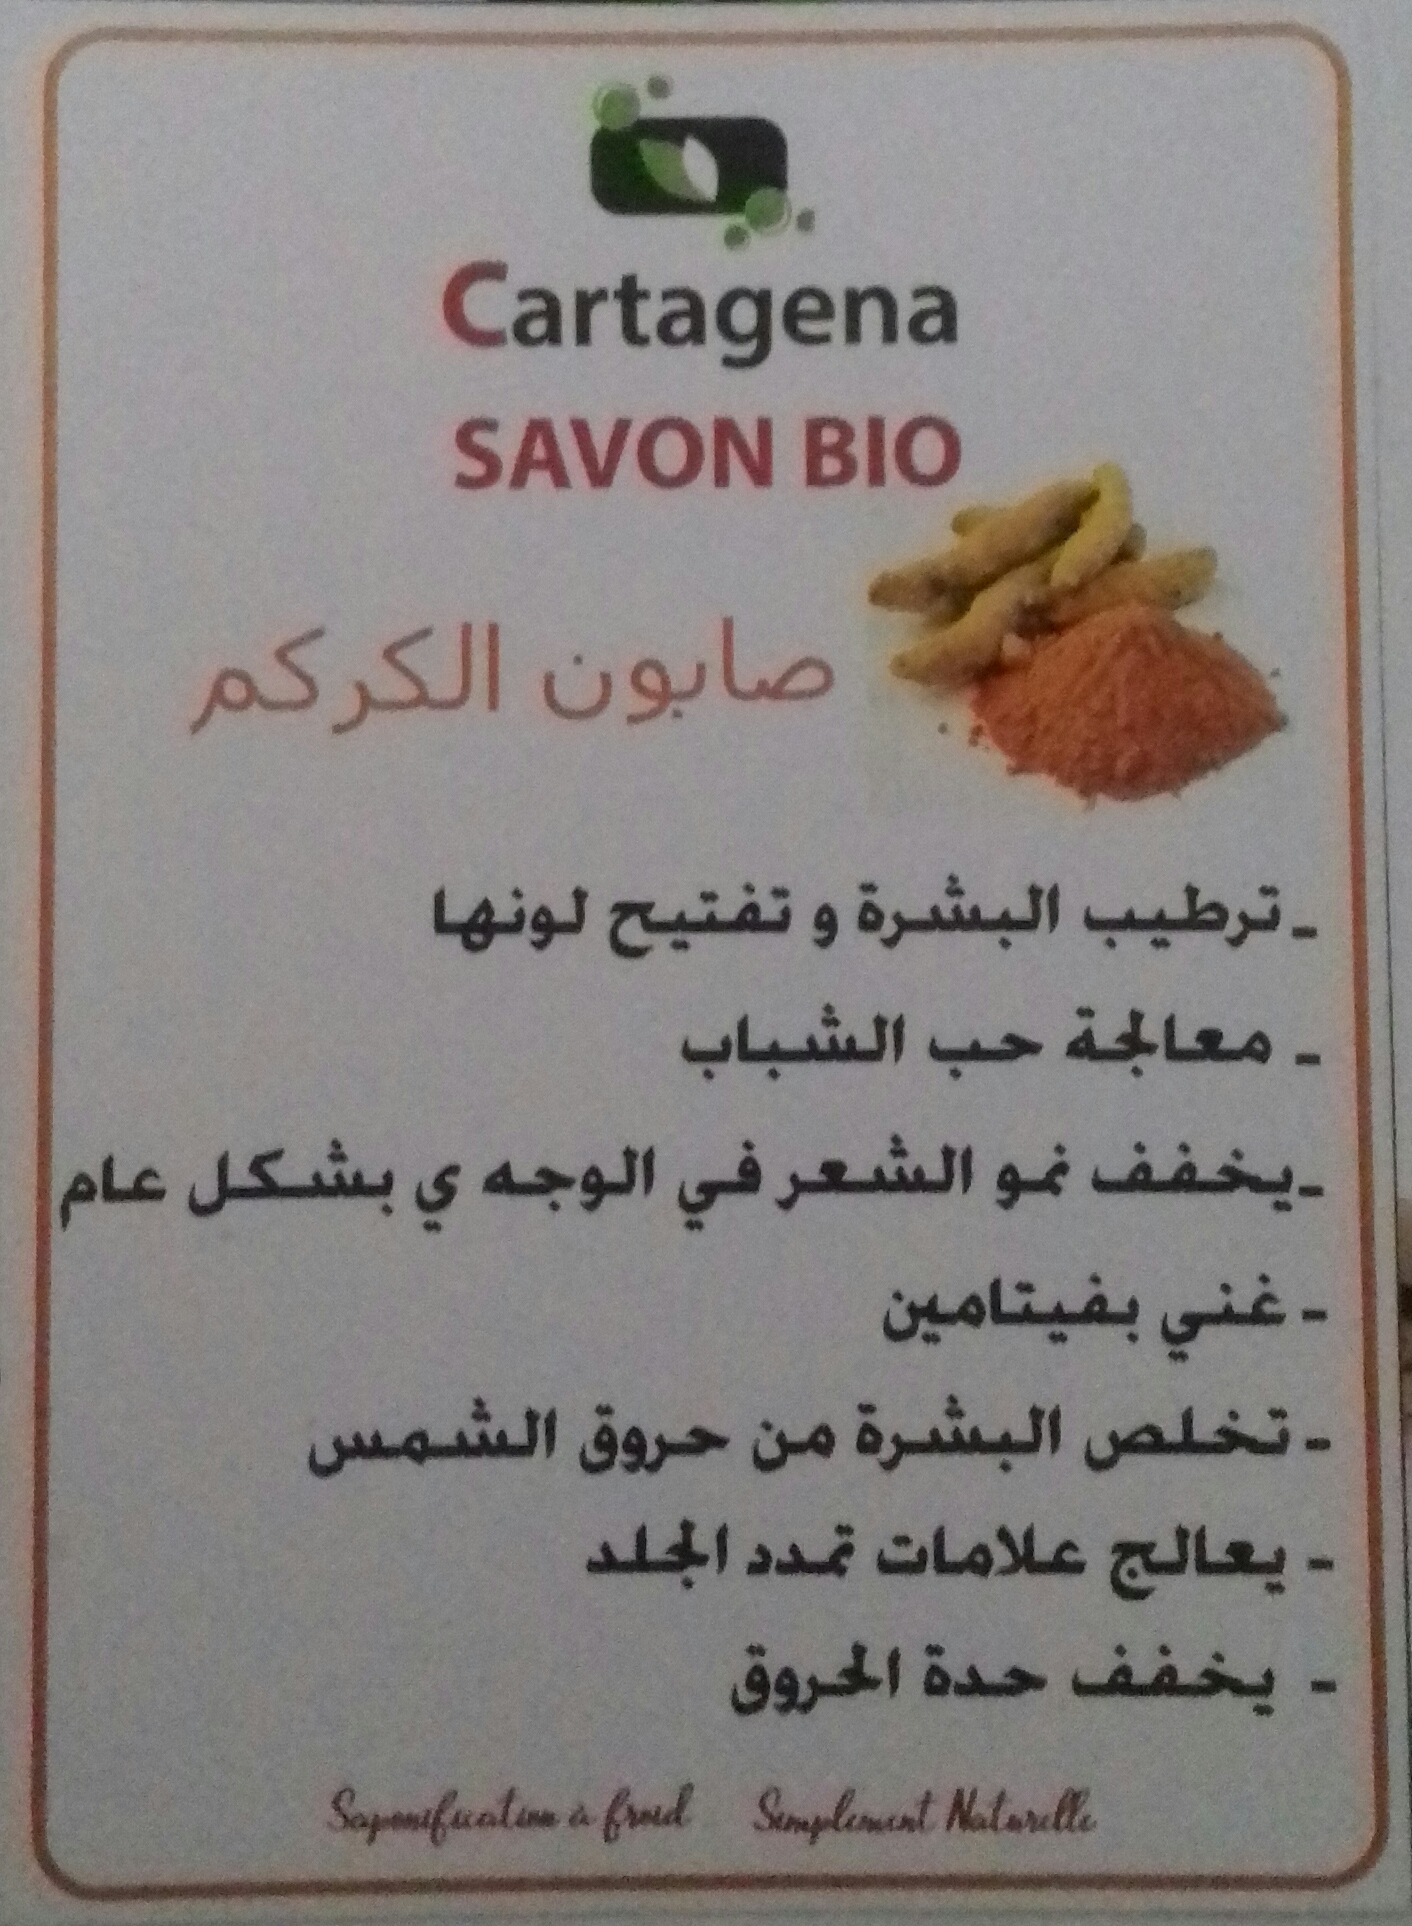 Cartagena
SAVON BIO
صابون الكركم
_ ترطيب البشرة و تفتيح لونها
- معالجة حب الشباب
_يخفف نمو الشعر في الوجه ي بشكل عام
- غني بفيتامين
- تخلص البشرة من حروق الشمس
- يعالج علامات تمدد الجلد
- يخفف حدة الحروق
Saponification à froid Simplement Naturelle